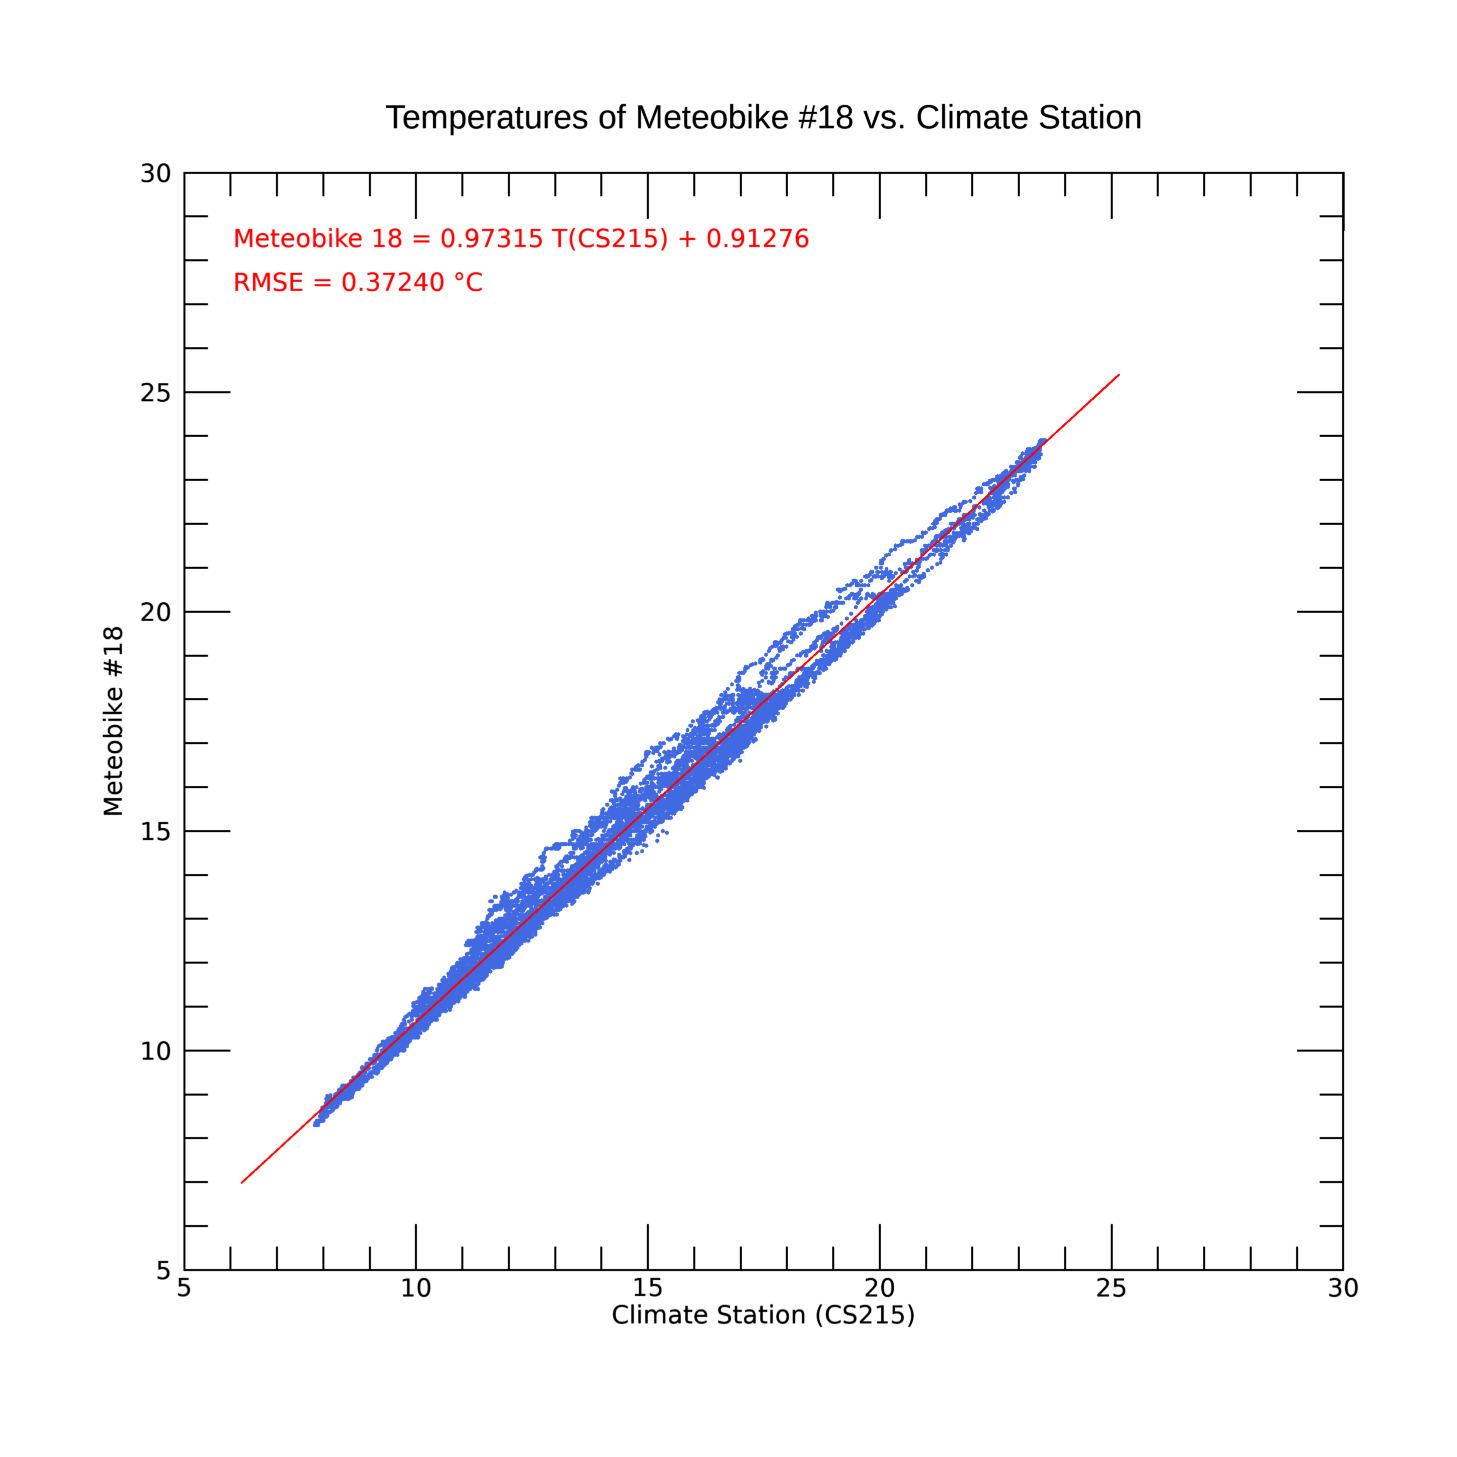 Temperatures of Meteobike #18 vs. Climate Station
30
Meteobike 18 = 0.97315 T(CS215) + 0.91276
RMSE = 0.37240 °C
25
20
Meteobike #18
15
10
5
5 10 15 20 25 30
Climate Station (CS215)